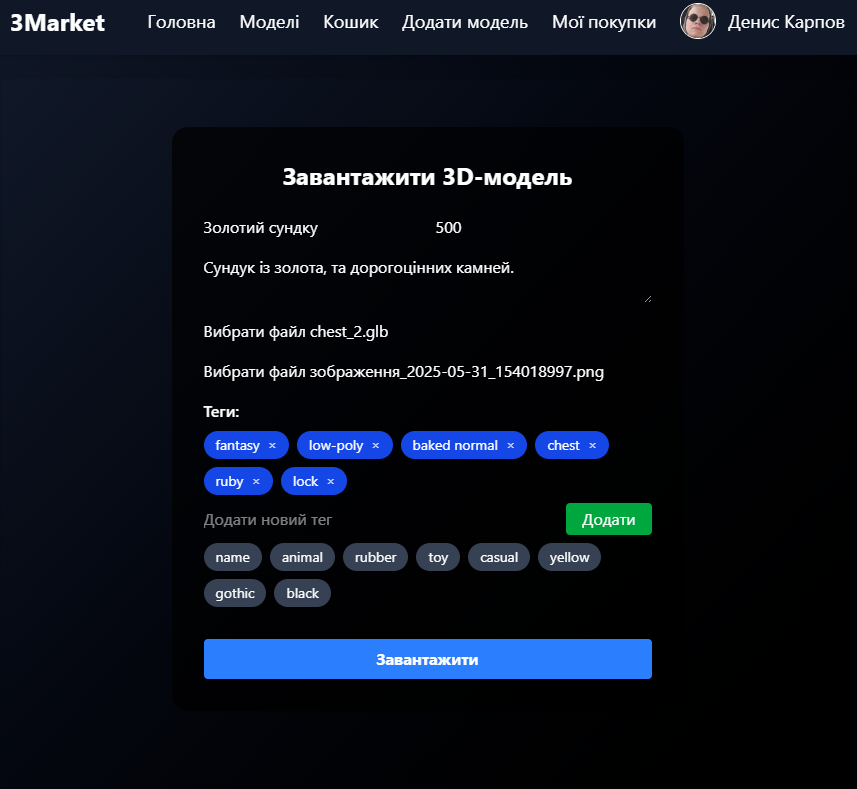 3Market Головна Моделі Кошик Додати модель Мої покупки Денис Карпов
Завантажити 3D-модель
Золотий сундку 500
Сундук із золота, та дорогоцінних камней.
Вибрати файл chest_2.glb
Вибрати файл зображення_2025-05-31_154018997.png
Теги:
fantasy × low-poly × baked normal × chest ×
ruby × lock ×
Додати новий тег Додати
name animal rubber toy casual yellow
gothic black
Завантажити